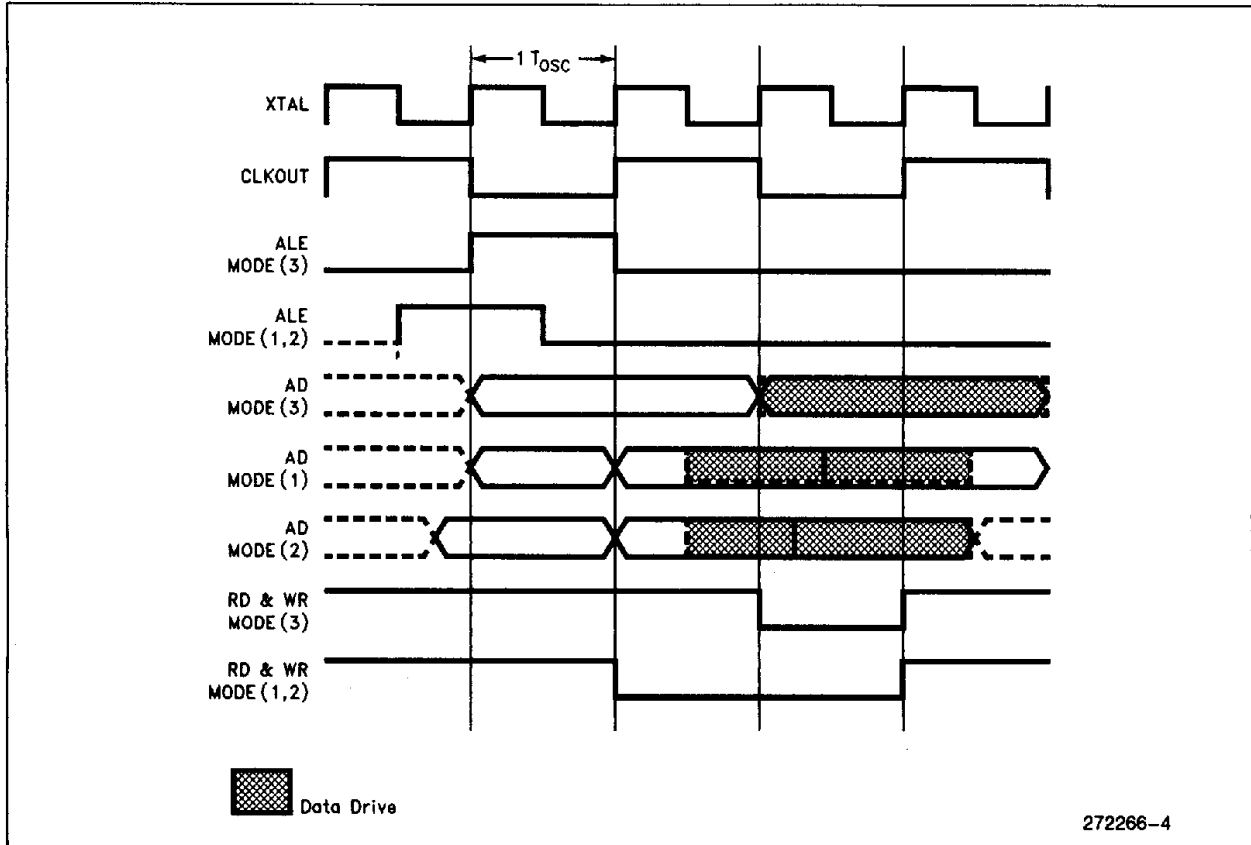 1 TOSC
XTAL
CLKOUT
ALE
MODE (3)
ALE
MODE (1,2)
AD
MODE (3)
AD
MODE (1)
AD
MODE (2)
RD & WR
MODE (3)
RD & WR
MODE (1,2)
Data Drive
272266-4